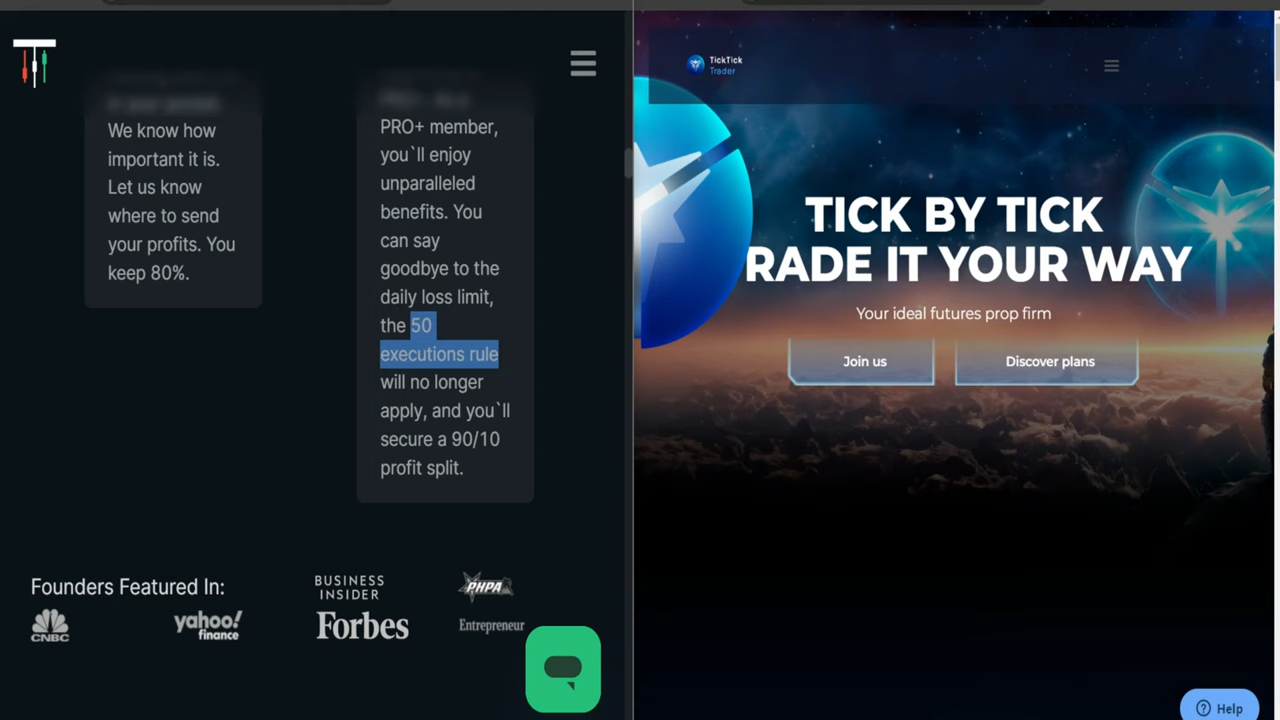 We know how
important it is.
Let us know
where to send
your profits. You
keep 80%.
PRO+ member,
you`ll enjoy
unparalleled
benefits. You
can say
goodbye to the
daily loss limit,
the 50
executions rule
will no longer
apply, and you`ll
secure a 90/10
profit split.
Founders Featured In:
CNBC
yahoo!
finance
BUSINESS
INSIDER
Forbes
PHPA
Entrepreneur
TickTick
Trader
TICK BY TICK
RADE IT YOUR WAY
Your ideal futures prop firm
Join us
Discover plans
Help